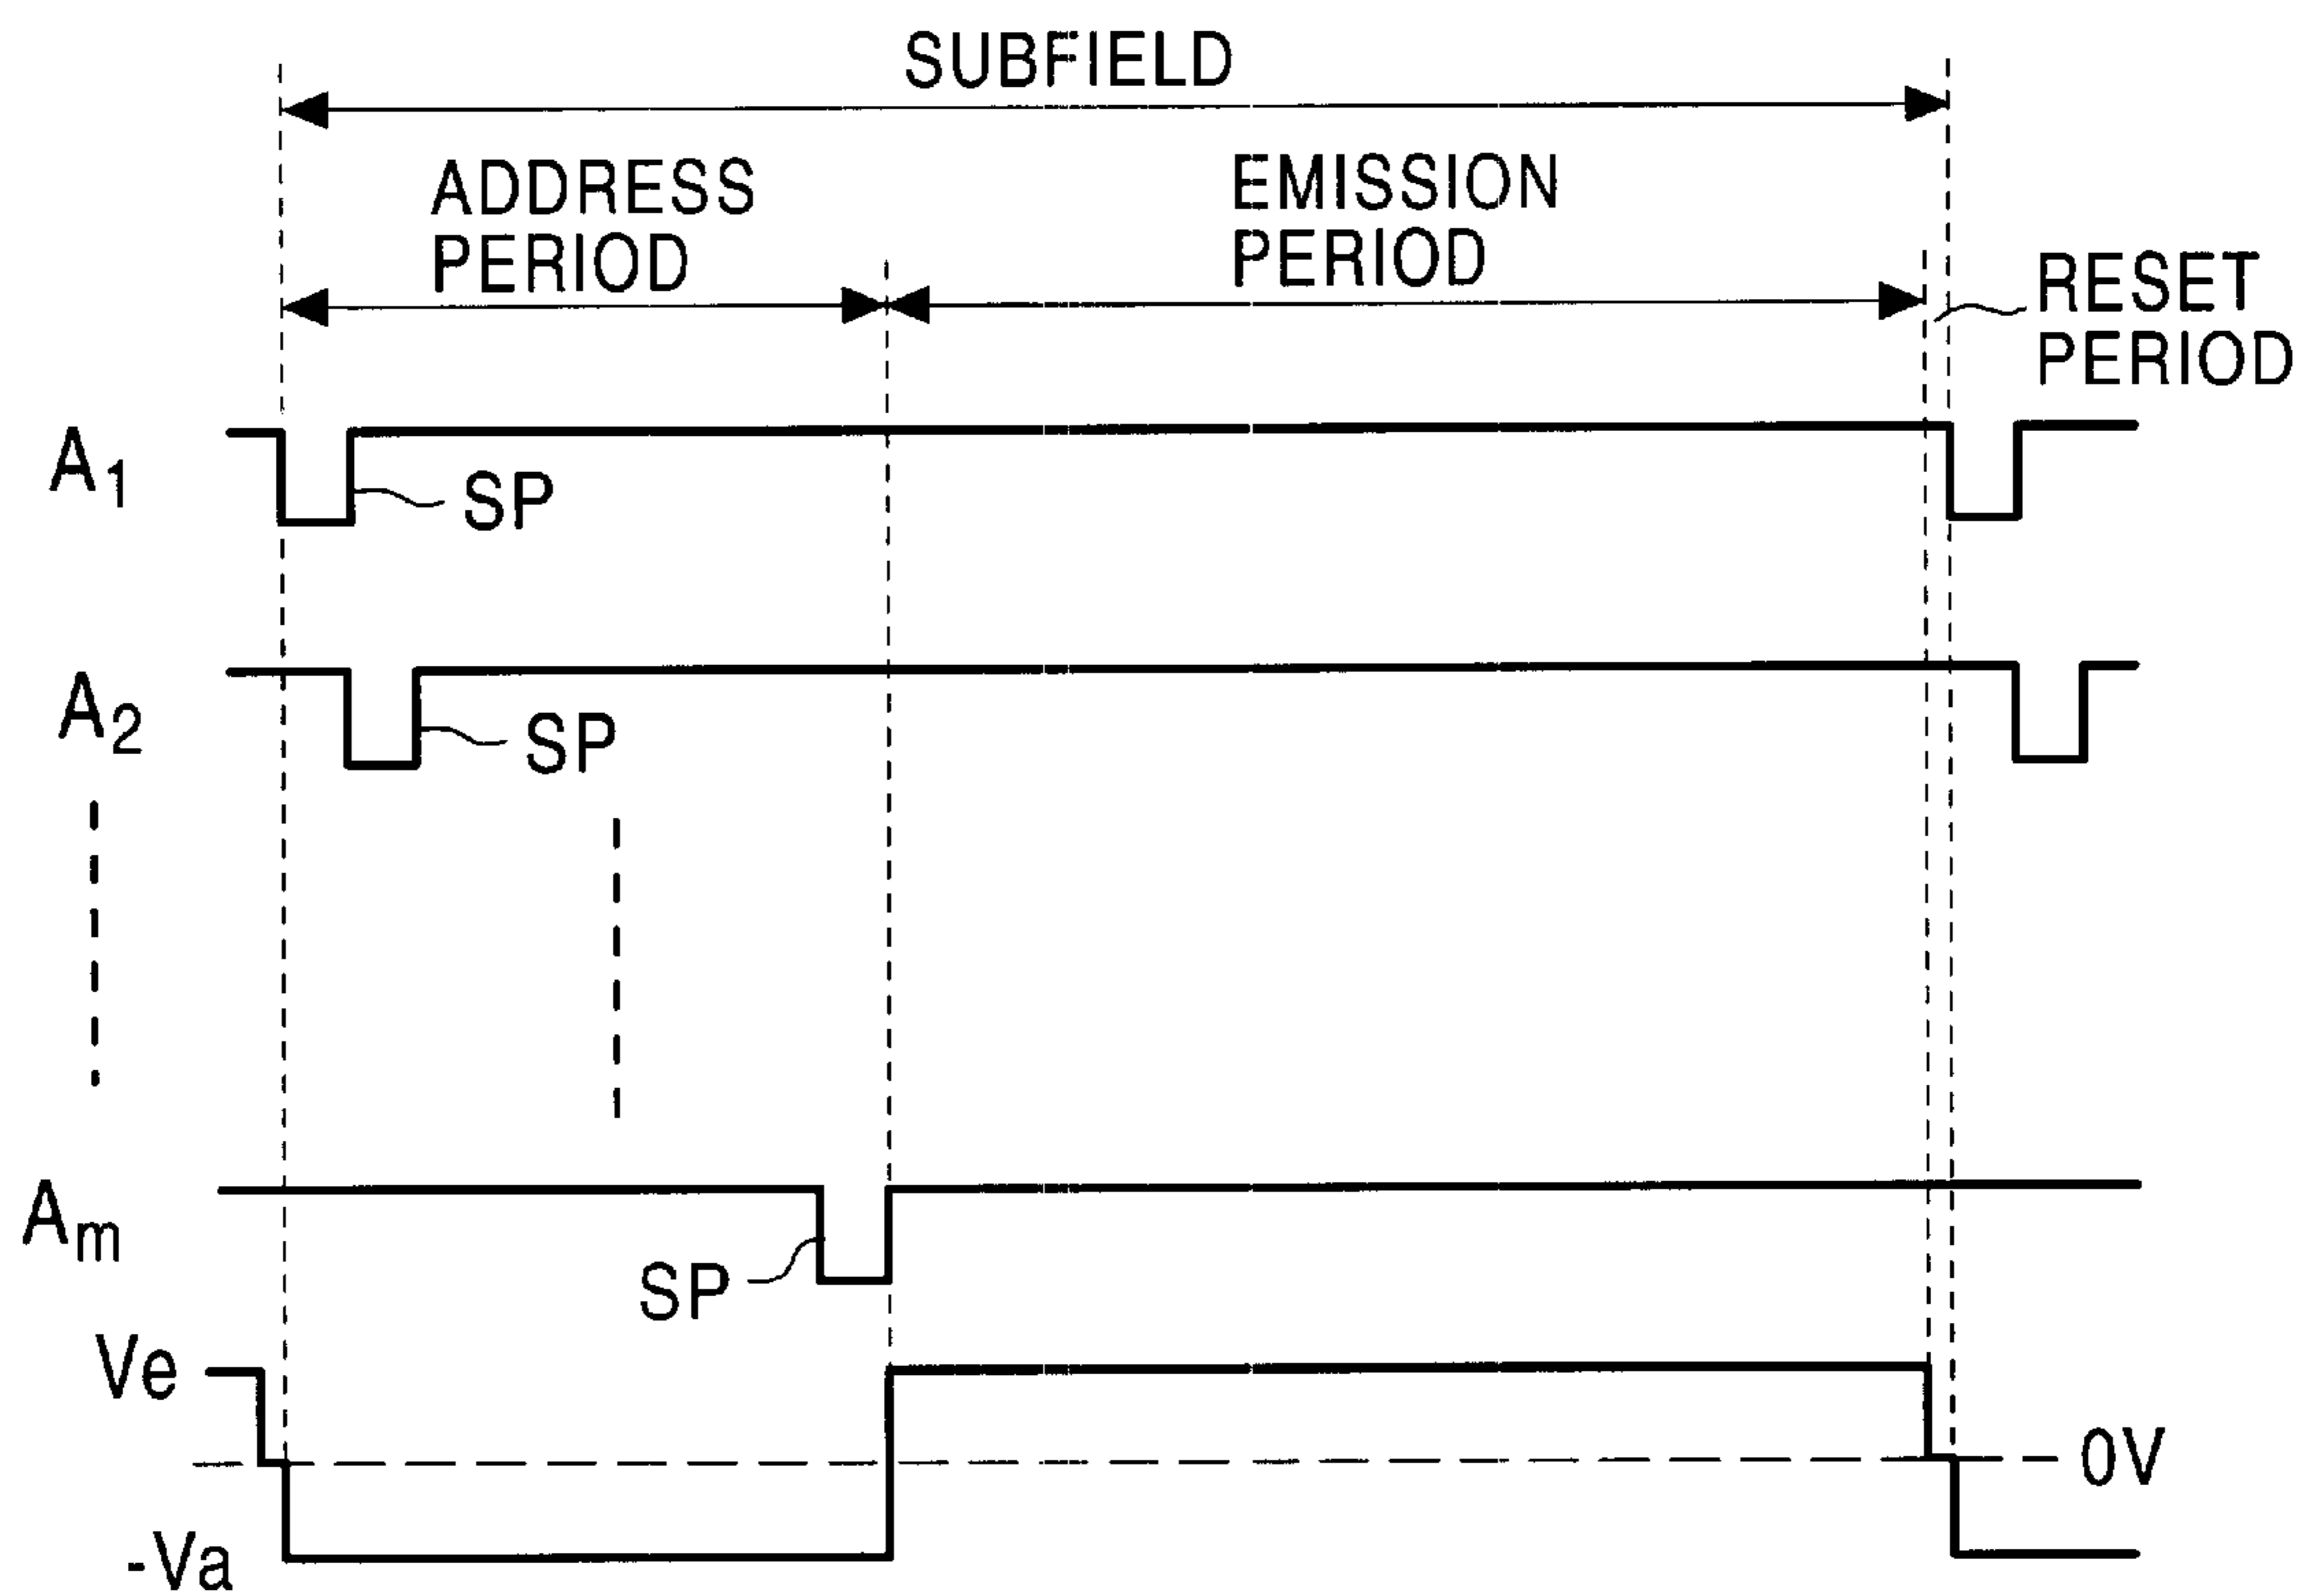 SUBFIELD
ADDRESS
PERIOD
EMISSION
PERIOD
RESET
PERIOD
A1
SP
A2
SP
Am
SP
Ve
0V
-Va